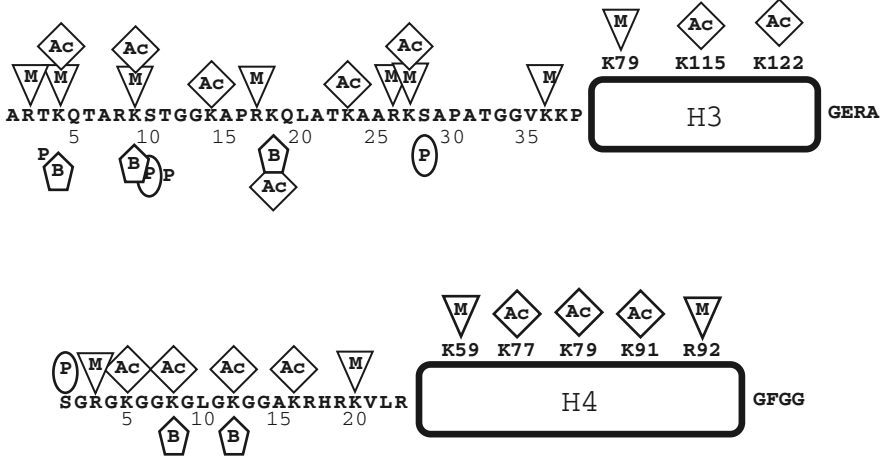 M Ac Ac
Ac Ac Ac
K79 K115 K122
M M M Ac M Ac M M M
ARTKQTARKSTGGKAPRKQLATKAARKSAPATGGVKKP H3 GERA
5 10 15 20 25 30 35
P B B P P B P
Ac
M Ac Ac Ac M
K59 K77 K79 K91 R92
P M Ac Ac Ac Ac M
SGRGKGGKGLGKGGAKRHRKVLR H4 GFGG
5 10 15 20
B B